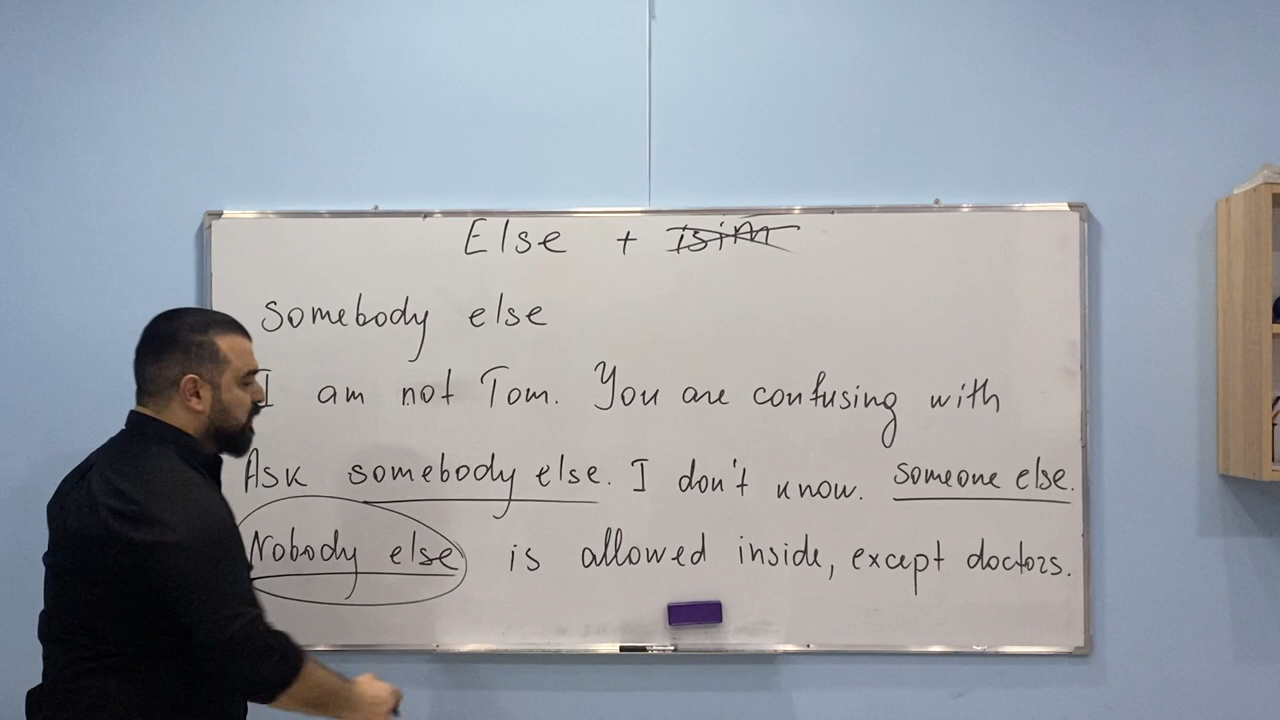 Else + isim
Somebody else
I am not Tom. You are confusing with
someone else.
Ask somebody else. I don't know.
Nobody else is allowed inside, except doctors.